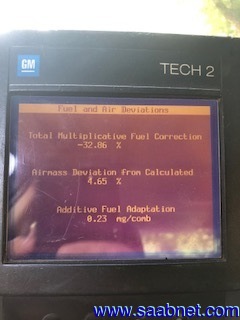 GM
TECH 2
Fuel and Air Deviations
Total Multiplicative Fuel Correction
-32.86 %
Airmass Deviation from Calculated
4.65 %
Additive Fuel Adaptation
0.23 mg/comb
www.saabnet.com